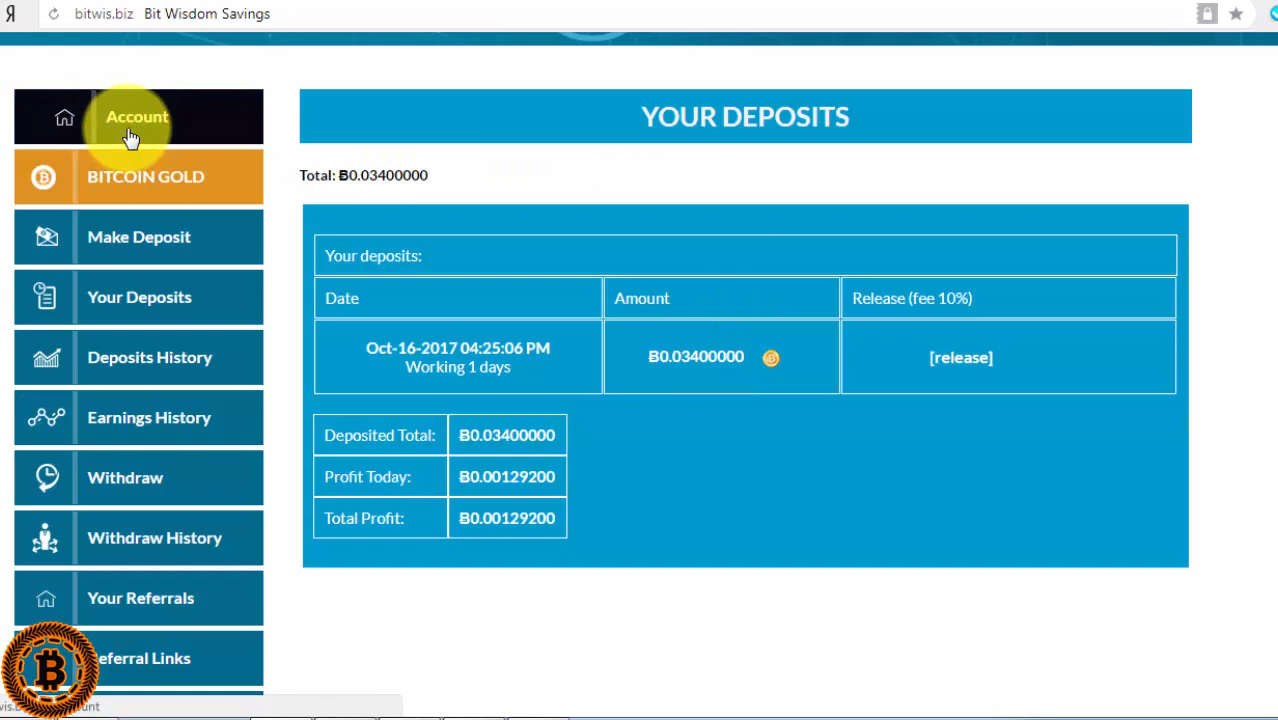 Я bitwis.biz Bit Wisdom Savings
Account
BITCOIN GOLD
Make Deposit
Your Deposits
Deposits History
Earnings History
Withdraw
Withdraw History
Your Referrals
eferral Links
YOUR DEPOSITS
Total: Ƀ0.03400000
Your deposits:
Date Amount Release (fee 10%)
Oct-16-2017 04:25:06 PM Ƀ0.03400000 [release]
Working 1 days
Deposited Total: Ƀ0.03400000
Profit Today: Ƀ0.00129200
Total Profit: Ƀ0.00129200